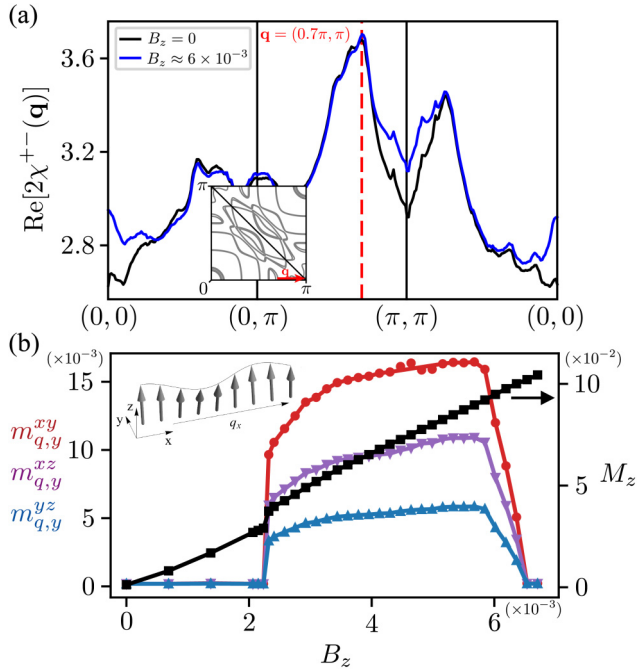 (a)
B_z = 0
B_z ≈ 6 × 10⁻³
q = (0.7π, π)
Re[2χ⁺⁻(q)]
3.6
3.2
2.8
π
0
q
π
(0, 0)
(0, π)
(π, π)
(0, 0)
(b)
(×10⁻³)
(×10⁻²)
15
10
5
0
m^{xy}_{q,y}
m^{xz}_{q,y}
m^{yz}_{q,y}
z
y
x
q_x
10
5
0
M_z
0
2
4
6
(×10⁻³)
B_z